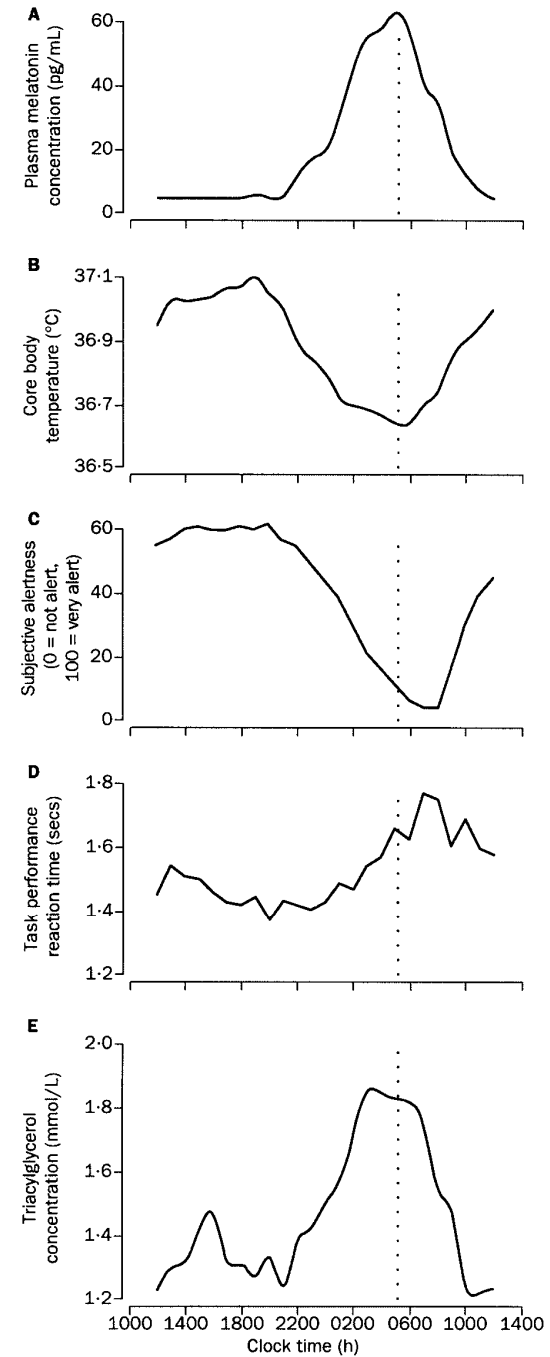 A
Plasma melatonin
concentration (pg/mL)
60
40
20
0
B
Core body
temperature (°C)
37·1
36·9
36·7
36·5
C
Subjective alertness
(0 = not alert,
100 = very alert)
60
40
20
0
D
Task performance
reaction time (secs)
1·8
1·6
1·4
1·2
E
Triacylglycerol
concentration (mmol/L)
2·0
1·8
1·6
1·4
1·2
1000 1400 1800 2200 0200 0600 1000 1400
Clock time (h)